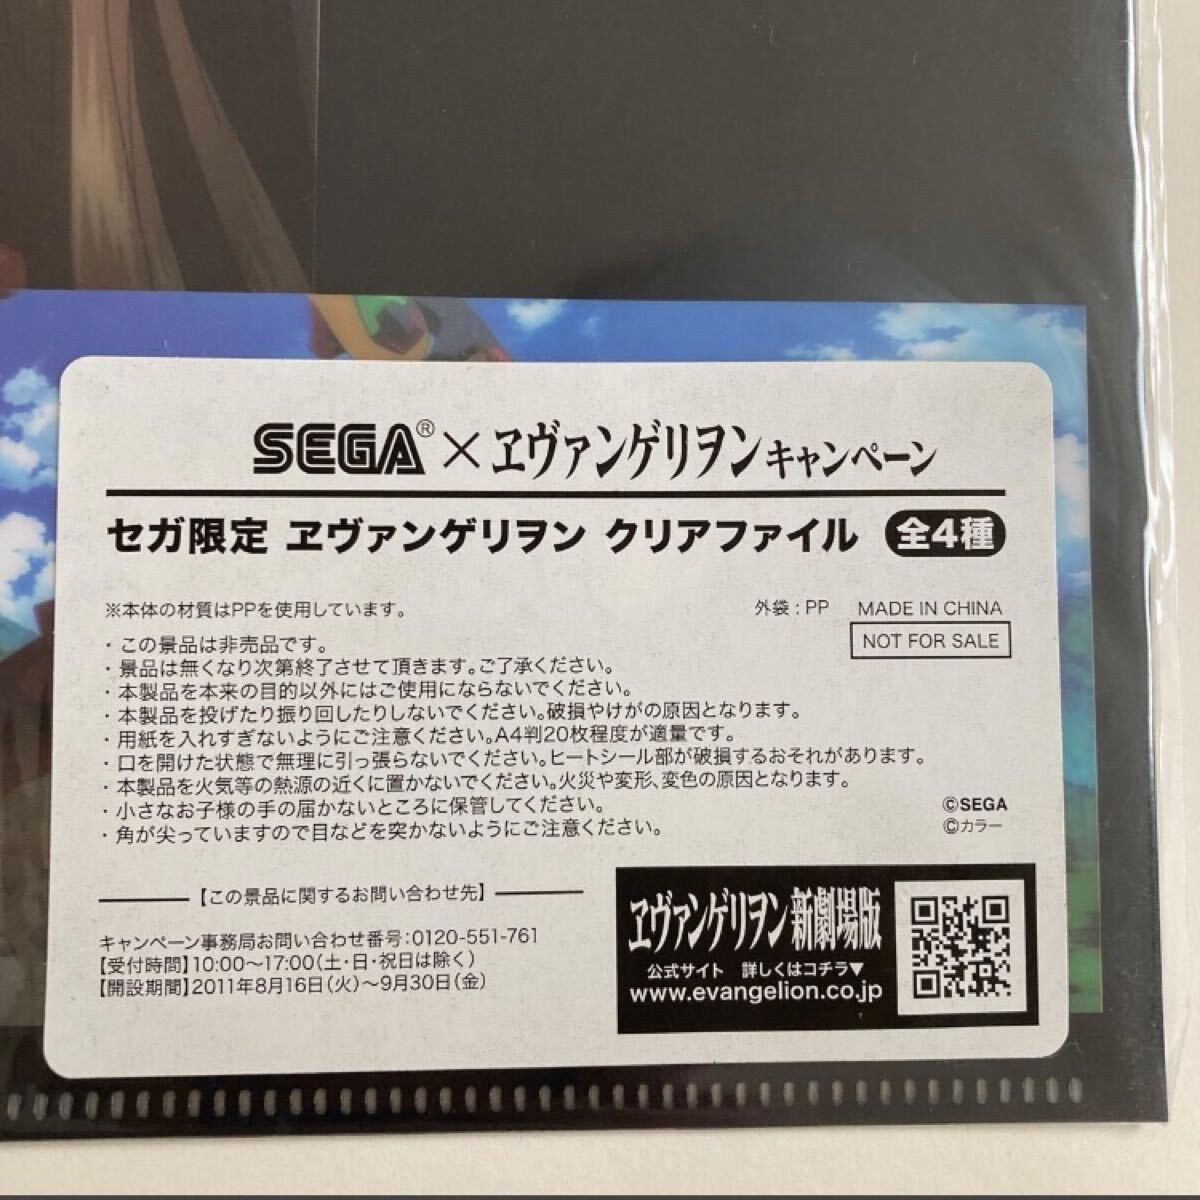 SEGA®×ヱヴァンゲリヲンキャンペーン
セガ限定 ヱヴァンゲリヲン クリアファイル 全4種
※本体の材質はPPを使用しています。 外袋:PP MADE IN CHINA
NOT FOR SALE
・この景品は非売品です。
・景品は無くなり次第終了させて頂きます。ご了承ください。
・本製品を本来の目的以外にはご使用にならないでください。
・本製品を投げたり振り回したりしないでください。破損やけがの原因となります。
・用紙を入れすぎないようにご注意ください。A4判20枚程度が適量です。
・口を開けた状態で無理に引っ張らないでください。ヒートシール部が破損するおそれがあります。
・本製品を火気等の熱源の近くに置かないでください。火災や変形、変色の原因となります。
・小さなお子様の手の届かないところに保管してください。
・角が尖っていますので目などを突かないようにご注意ください。
©SEGA
©カラー
【この景品に関するお問い合わせ先】
キャンペーン事務局お問い合わせ番号:0120-551-761
【受付時間】10:00〜17:00(土・日・祝日は除く)
【開設期間】2011年8月16日(火)〜9月30日(金)
ヱヴァンゲリヲン新劇場版
公式サイト 詳しくはコチラ▼
www.evangelion.co.jp